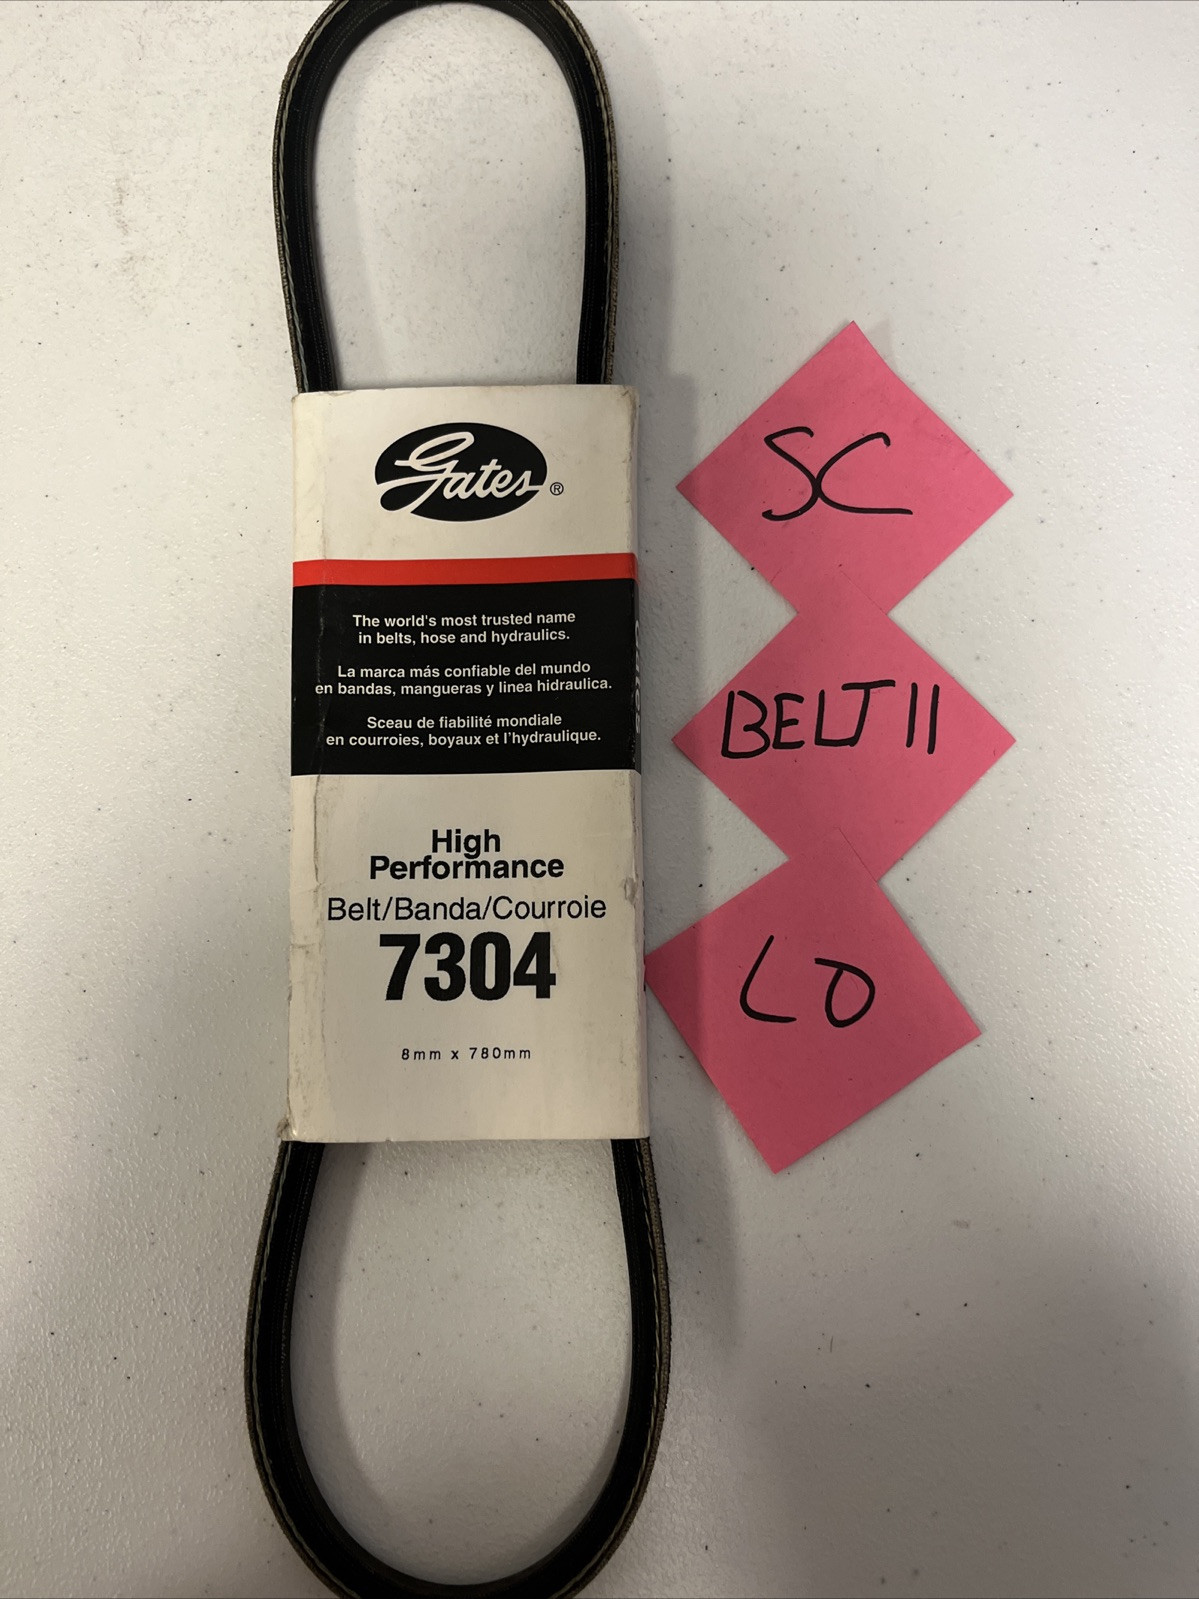 Gates®
The world's most trusted name
in belts, hose and hydraulics.
La marca más confiable del mundo
en bandas, mangueras y linea hidraulica.
Sceau de fiabilité mondiale
en courroies, boyaux et l'hydraulique.
High
Performance
Belt/Banda/Courroie
7304
8mm x 780mm
SC
BELT 11
LO